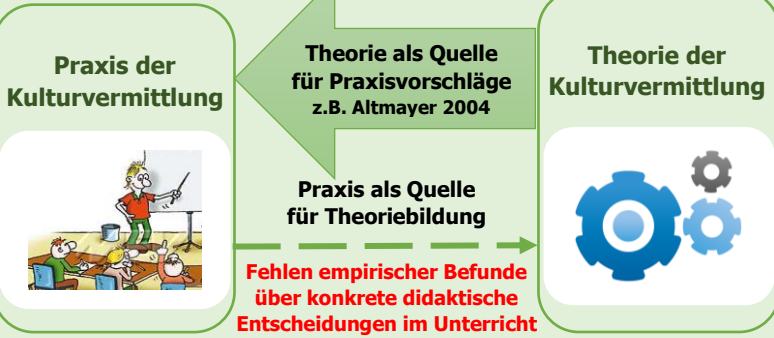 Praxis der
Kulturvermittlung
Theorie als Quelle
für Praxisvorschläge
z.B. Altmayer 2004
Praxis als Quelle
für Theoriebildung
Fehlen empirischer Befunde
über konkrete didaktische
Entscheidungen im Unterricht
Theorie der
Kulturvermittlung